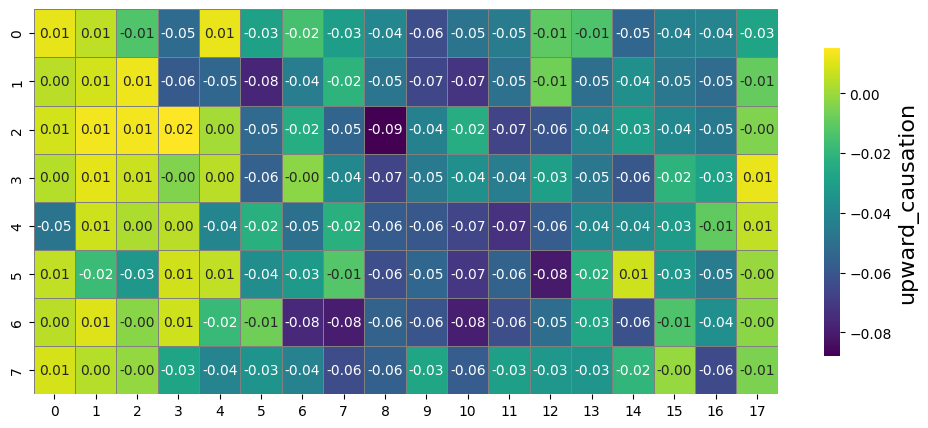 0 0.01 0.01 -0.01 -0.05 0.01 -0.03 -0.02 -0.03 -0.04 -0.06 -0.05 -0.05 -0.01 -0.01 -0.05 -0.04 -0.04 -0.03
1 0.00 0.01 0.01 -0.06 -0.05 -0.08 -0.04 -0.02 -0.05 -0.07 -0.07 -0.05 -0.01 -0.05 -0.04 -0.05 -0.05 -0.01
2 0.01 0.01 0.01 0.02 0.00 -0.05 -0.02 -0.05 -0.09 -0.04 -0.02 -0.07 -0.06 -0.04 -0.03 -0.04 -0.05 -0.00
3 0.00 0.01 0.01 -0.00 0.00 -0.06 -0.00 -0.04 -0.07 -0.05 -0.04 -0.04 -0.03 -0.05 -0.06 -0.02 -0.03 0.01
4 -0.05 0.01 0.00 0.00 -0.04 -0.02 -0.05 -0.02 -0.06 -0.06 -0.07 -0.07 -0.06 -0.04 -0.04 -0.03 -0.01 0.01
5 0.01 -0.02 -0.03 0.01 0.01 -0.04 -0.03 -0.01 -0.06 -0.05 -0.07 -0.06 -0.08 -0.02 0.01 -0.03 -0.05 -0.00
6 0.00 0.01 -0.00 0.01 -0.02 -0.01 -0.08 -0.08 -0.06 -0.06 -0.08 -0.06 -0.05 -0.03 -0.06 -0.01 -0.04 -0.00
7 0.01 0.00 -0.00 -0.03 -0.04 -0.03 -0.04 -0.06 -0.06 -0.03 -0.06 -0.04 -0.03 -0.03 -0.02 -0.00 -0.06 -0.01
0 1 2 3 4 5 6 7 8 9 10 11 12 13 14 15 16 17
0.00
−0.02
−0.04
−0.06
−0.08
upward_causation